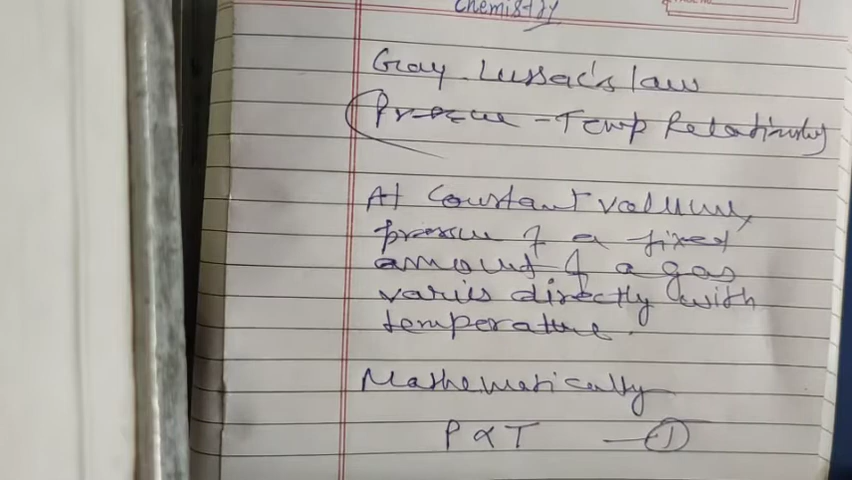 Chemistry
Gay-Lussac's law
(Pressure - Temp Relationship)
At Constant volume,
pressure of a fixed
amount of a gas
varies directly with
temperature.
Mathematically
P ∝ T — ①